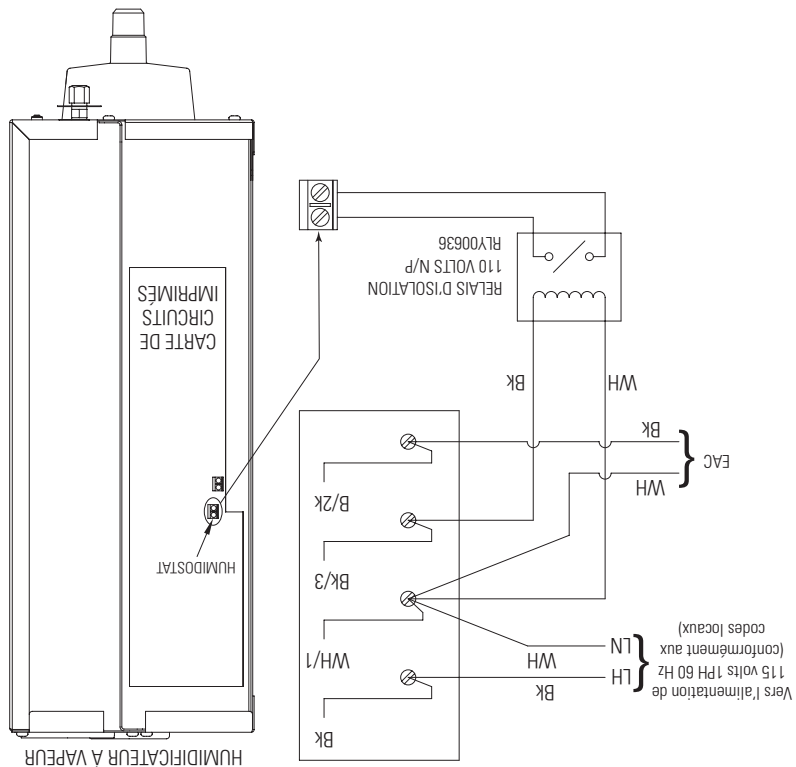 HUMIDIFICATEUR À VAPEUR
Bk
Vers l'alimentation de
115 volts 1PH 60 Hz
(conformément aux
codes locaux)
LH
Bk
LN
WH
WH/1
Bk/3
B/2k
EAC
WH
Bk
WH
Bk
HUMIDOSTAT
CARTE DE
CIRCUITS
IMPRIMÉS
RELAIS D'ISOLATION
110 VOLTS N/P
RLY00636